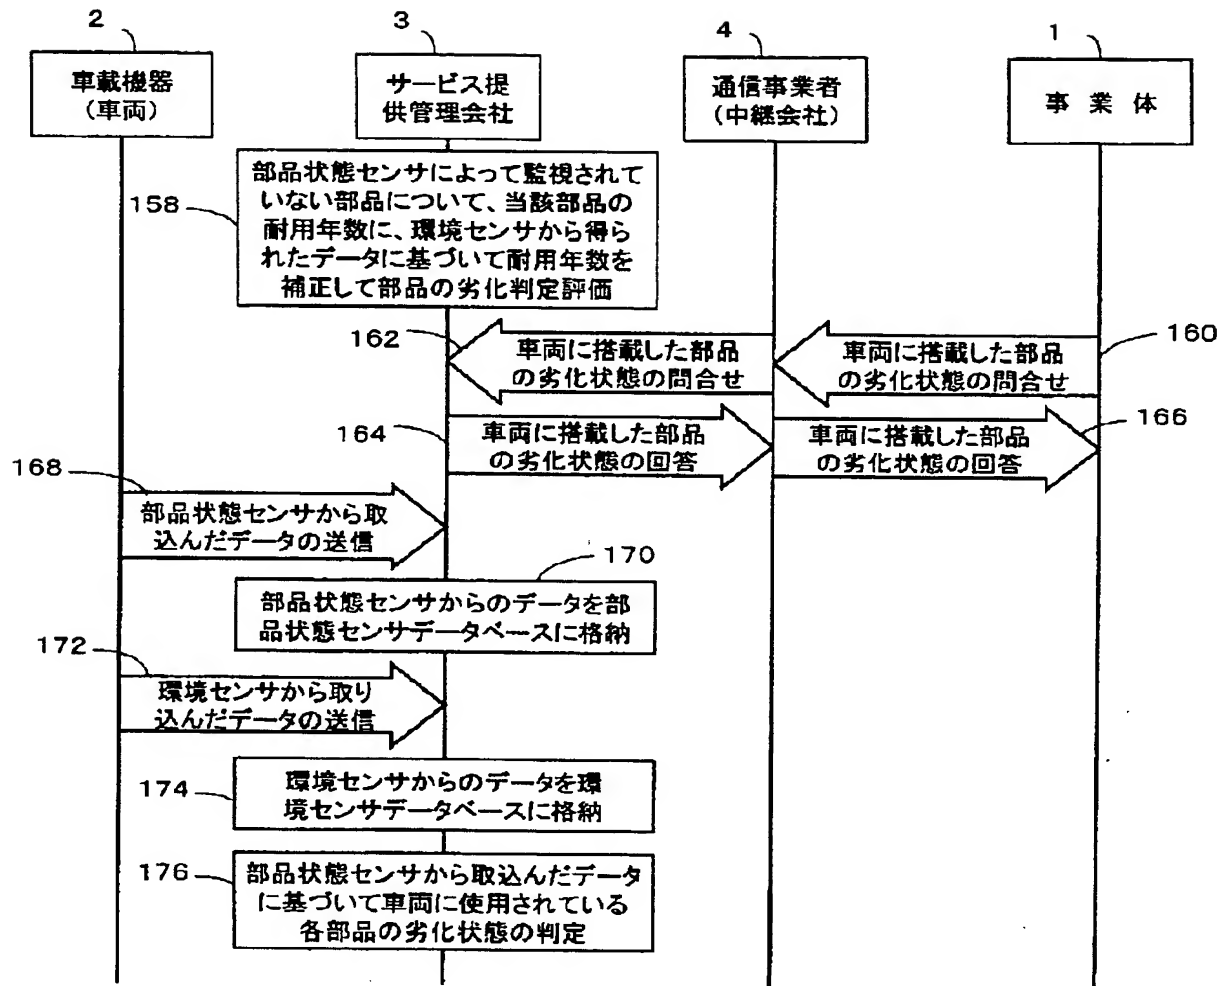 2
3
4
1
車載機器
(車両)
サービス提
供管理会社
通信事業者
(中継会社)
事 業 体
158
部品状態センサによって監視されて
いない部品について、当該部品の
耐用年数に、環境センサから得ら
れたデータに基づいて耐用年数を
補正して部品の劣化判定評価
162
車両に搭載した部品
の劣化状態の問合せ
車両に搭載した部品
の劣化状態の問合せ
160
164
車両に搭載した部品
の劣化状態の回答
車両に搭載した部品
の劣化状態の回答
166
168
部品状態センサから取
込んだデータの送信
170
部品状態センサからのデータを部
品状態センサデータベースに格納
172
環境センサから取り
込んだデータの送信
174
環境センサからのデータを環
境センサデータベースに格納
176
部品状態センサから取込んだデータ
に基づいて車両に使用されている
各部品の劣化状態の判定